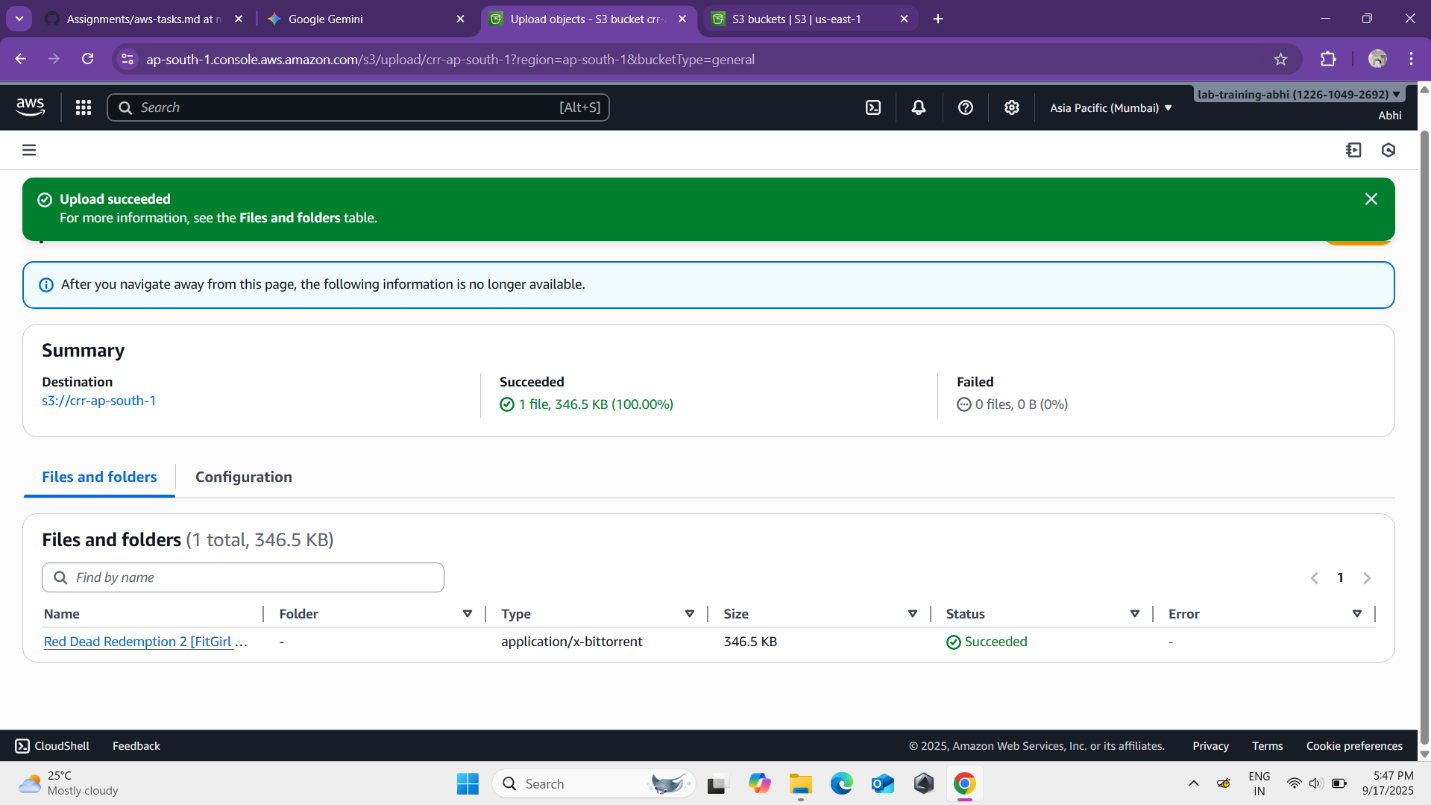 Assignments/aws-tasks.md at m
Google Gemini
Upload objects - S3 bucket crr-
S3 buckets | S3 | us-east-1
ap-south-1.console.aws.amazon.com/s3/upload/crr-ap-south-1?region=ap-south-1&bucketType=general
aws
Search
[Alt+S]
Asia Pacific (Mumbai)
lab-training-abhi (1226-1049-2692)
Abhi
Upload succeeded
For more information, see the Files and folders table.
After you navigate away from this page, the following information is no longer available.
Summary
Destination
s3://crr-ap-south-1
Succeeded
1 file, 346.5 KB (100.00%)
Failed
0 files, 0 B (0%)
Files and folders
Configuration
Files and folders (1 total, 346.5 KB)
Find by name
1
Name Folder Type Size Status Error
Red Dead Redemption 2 [FitGirl ... - application/x-bittorrent 346.5 KB Succeeded -
CloudShell
Feedback
© 2025, Amazon Web Services, Inc. or its affiliates.
Privacy
Terms
Cookie preferences
25°C
Mostly cloudy
Search
ENG
IN
5:47 PM
9/17/2025